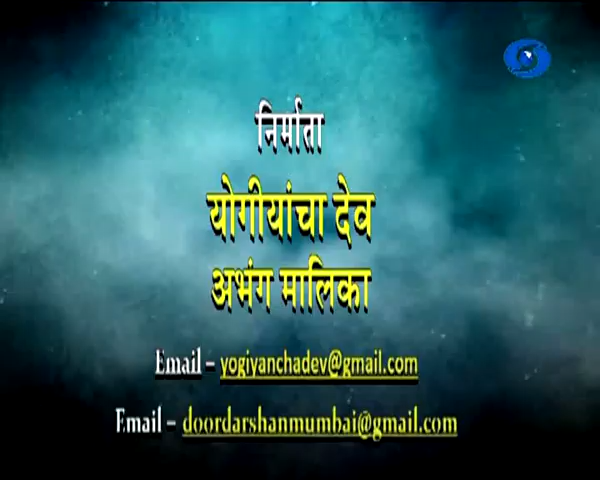 निर्माता
योगीयांचा देव
अभंग मालिका
Email – yogiyanchadev@gmail.com
Email – doordarshanmumbai@gmail.com